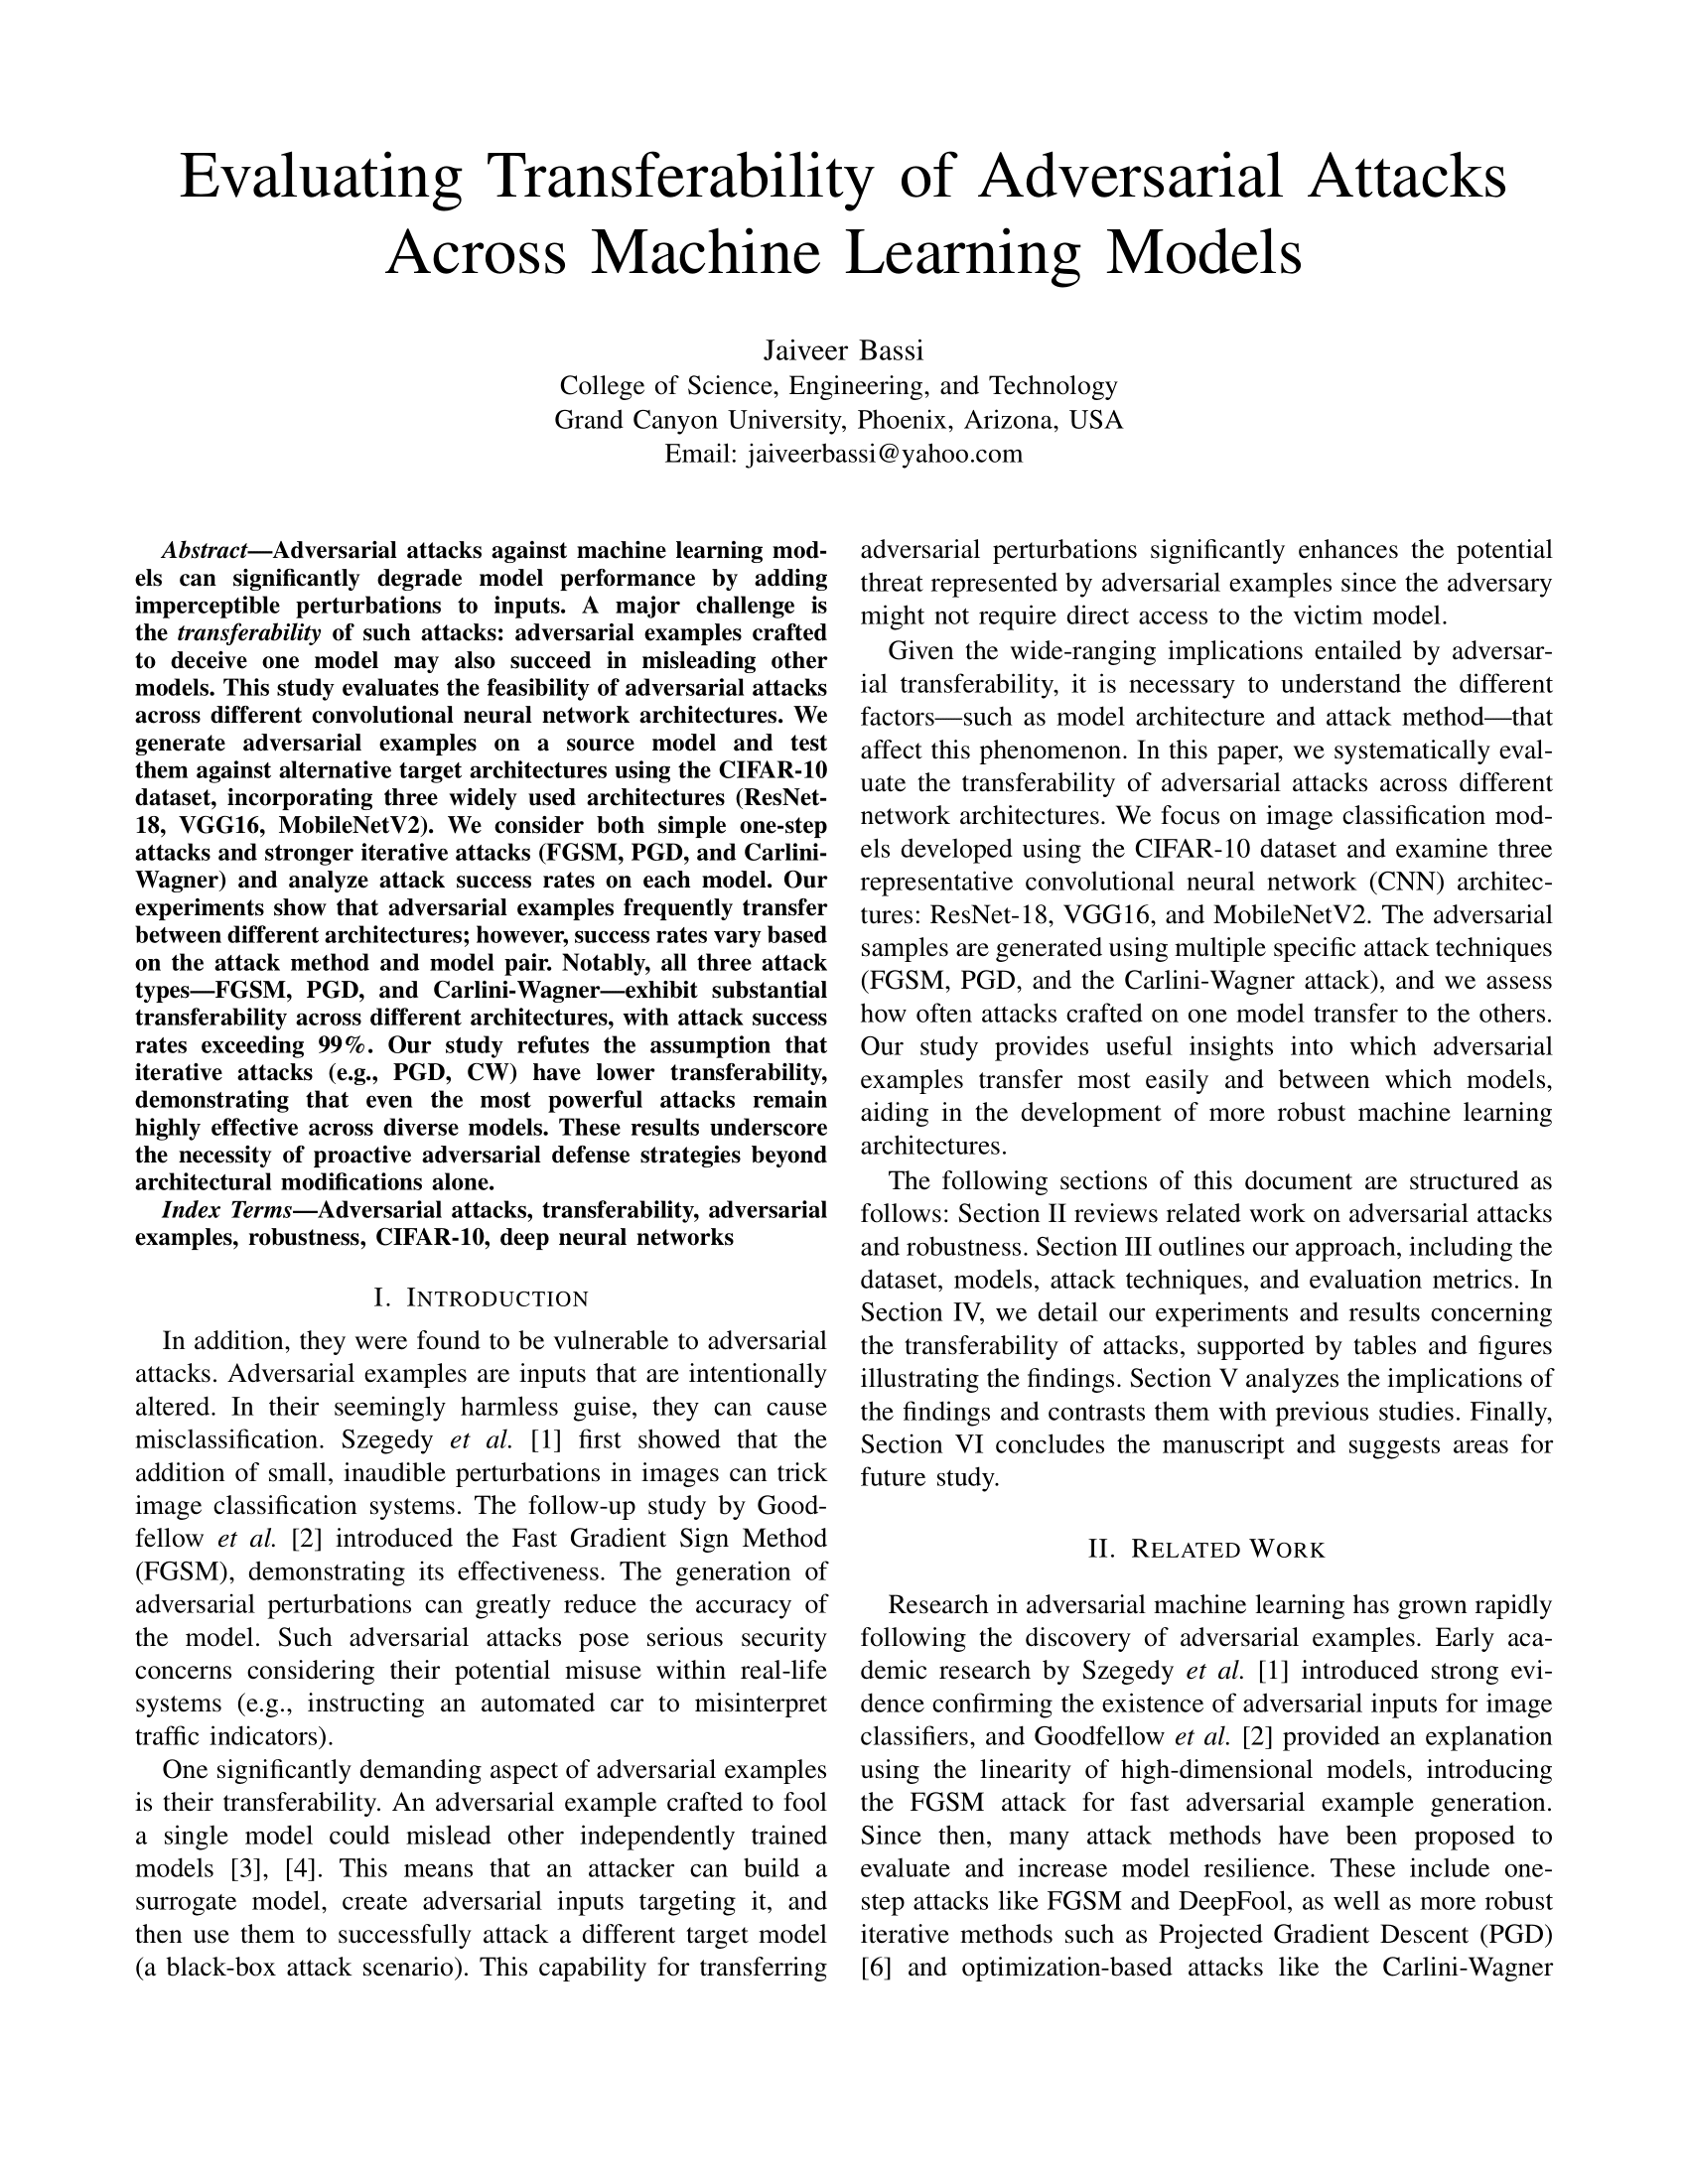 Evaluating Transferability of Adversarial Attacks
Across Machine Learning Models
Jaiveer Bassi
College of Science, Engineering, and Technology
Grand Canyon University, Phoenix, Arizona, USA
Email: jaiveerbassi@yahoo.com
Abstract—Adversarial attacks against machine learning mod-
els can significantly degrade model performance by adding
imperceptible perturbations to inputs. A major challenge is
the transferability of such attacks: adversarial examples crafted
to deceive one model may also succeed in misleading other
models. This study evaluates the feasibility of adversarial attacks
across different convolutional neural network architectures. We
generate adversarial examples on a source model and test
them against alternative target architectures using the CIFAR-10
dataset, incorporating three widely used architectures (ResNet-
18, VGG16, MobileNetV2). We consider both simple one-step
attacks and stronger iterative attacks (FGSM, PGD, and Carlini-
Wagner) and analyze attack success rates on each model. Our
experiments show that adversarial examples frequently transfer
between different architectures; however, success rates vary based
on the attack method and model pair. Notably, all three attack
types—FGSM, PGD, and Carlini-Wagner—exhibit substantial
transferability across different architectures, with attack success
rates exceeding 99%. Our study refutes the assumption that
iterative attacks (e.g., PGD, CW) have lower transferability,
demonstrating that even the most powerful attacks remain
highly effective across diverse models. These results underscore
the necessity of proactive adversarial defense strategies beyond
architectural modifications alone.
Index Terms—Adversarial attacks, transferability, adversarial
examples, robustness, CIFAR-10, deep neural networks
I. INTRODUCTION
In addition, they were found to be vulnerable to adversarial
attacks. Adversarial examples are inputs that are intentionally
altered. In their seemingly harmless guise, they can cause
misclassification. Szegedy et al. [1] first showed that the
addition of small, inaudible perturbations in images can trick
image classification systems. The follow-up study by Good-
fellow et al. [2] introduced the Fast Gradient Sign Method
(FGSM), demonstrating its effectiveness. The generation of
adversarial perturbations can greatly reduce the accuracy of
the model. Such adversarial attacks pose serious security
concerns considering their potential misuse within real-life
systems (e.g., instructing an automated car to misinterpret
traffic indicators).
One significantly demanding aspect of adversarial examples
is their transferability. An adversarial example crafted to fool
a single model could mislead other independently trained
models [3], [4]. This means that an attacker can build a
surrogate model, create adversarial inputs targeting it, and
then use them to successfully attack a different target model
(a black-box attack scenario). This capability for transferring
adversarial perturbations significantly enhances the potential
threat represented by adversarial examples since the adversary
might not require direct access to the victim model.
Given the wide-ranging implications entailed by adversar-
ial transferability, it is necessary to understand the different
factors—such as model architecture and attack method—that
affect this phenomenon. In this paper, we systematically eval-
uate the transferability of adversarial attacks across different
network architectures. We focus on image classification mod-
els developed using the CIFAR-10 dataset and examine three
representative convolutional neural network (CNN) architec-
tures: ResNet-18, VGG16, and MobileNetV2. The adversarial
samples are generated using multiple specific attack techniques
(FGSM, PGD, and the Carlini-Wagner attack), and we assess
how often attacks crafted on one model transfer to the others.
Our study provides useful insights into which adversarial
examples transfer most easily and between which models,
aiding in the development of more robust machine learning
architectures.
The following sections of this document are structured as
follows: Section II reviews related work on adversarial attacks
and robustness. Section III outlines our approach, including the
dataset, models, attack techniques, and evaluation metrics. In
Section IV, we detail our experiments and results concerning
the transferability of attacks, supported by tables and figures
illustrating the findings. Section V analyzes the implications of
the findings and contrasts them with previous studies. Finally,
Section VI concludes the manuscript and suggests areas for
future study.
II. RELATED WORK
Research in adversarial machine learning has grown rapidly
following the discovery of adversarial examples. Early aca-
demic research by Szegedy et al. [1] introduced strong evi-
dence confirming the existence of adversarial inputs for image
classifiers, and Goodfellow et al. [2] provided an explanation
using the linearity of high-dimensional models, introducing
the FGSM attack for fast adversarial example generation.
Since then, many attack methods have been proposed to
evaluate and increase model resilience. These include one-
step attacks like FGSM and DeepFool, as well as more robust
iterative methods such as Projected Gradient Descent (PGD)
[6] and optimization-based attacks like the Carlini-Wagner